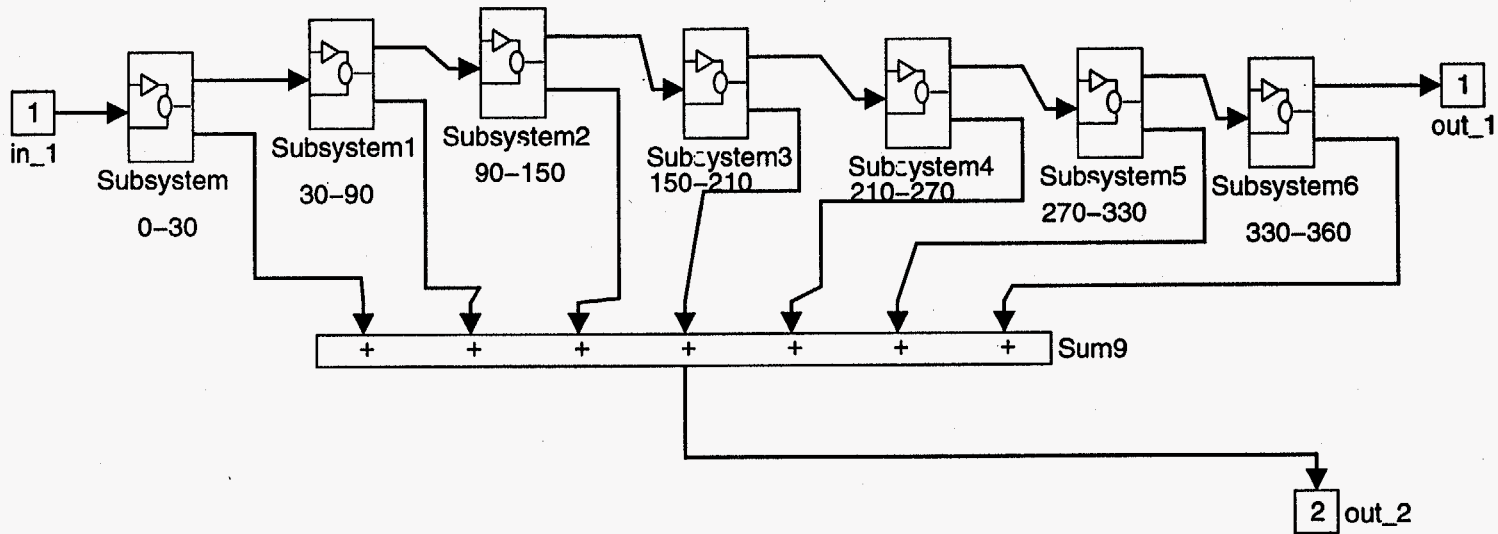 1
in_1
Subsystem
0−30
Subsystem1
30−90
Subsystem2
90−150
Subsystem3
150−210
Subsystem4
210−270
Subsystem5
270−330
Subsystem6
330−360
1
out_1
+ + + + + + +
Sum9
2
out_2